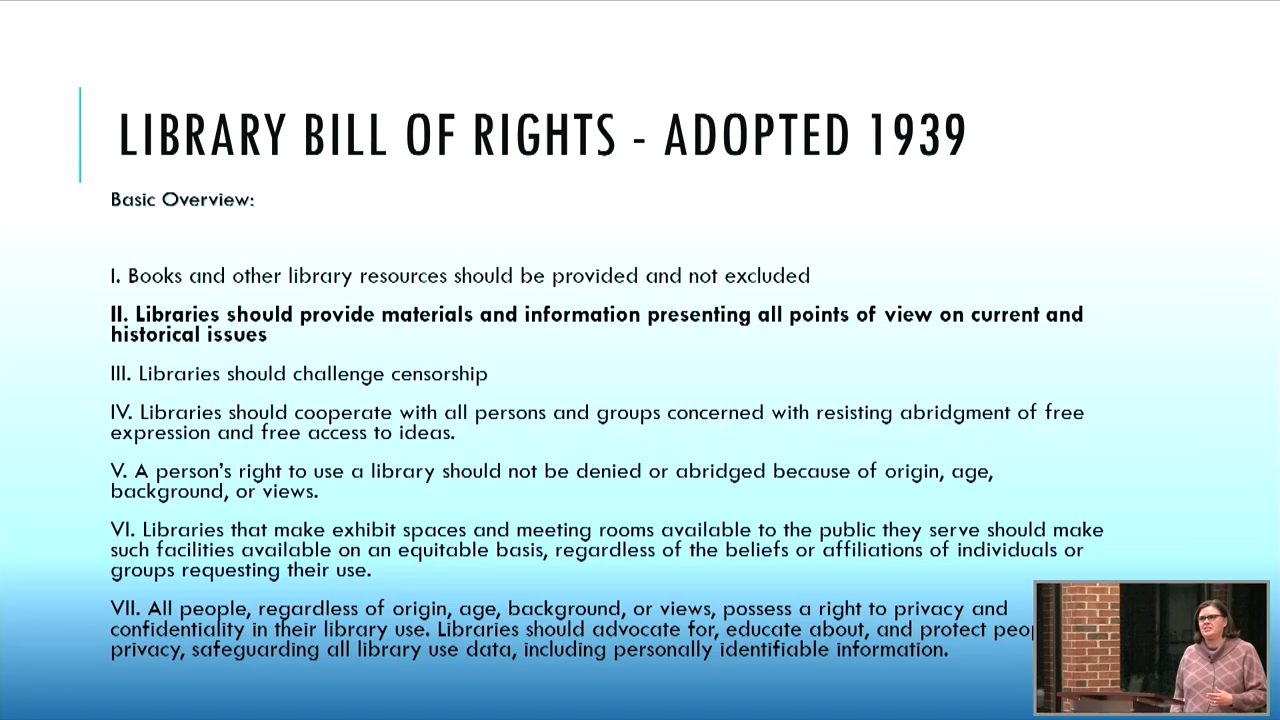 LIBRARY BILL OF RIGHTS - ADOPTED 1939
Basic Overview:
I. Books and other library resources should be provided and not excluded
II. Libraries should provide materials and information presenting all points of view on current and
historical issues
III. Libraries should challenge censorship
IV. Libraries should cooperate with all persons and groups concerned with resisting abridgment of free
expression and free access to ideas.
V. A person's right to use a library should not be denied or abridged because of origin, age,
background, or views.
VI. Libraries that make exhibit spaces and meeting rooms available to the public they serve should make
such facilities available on an equitable basis, regardless of the beliefs or affiliations of individuals or
groups requesting their use.
VII. All people, regardless of origin, age, background, or views, possess a right to privacy and
confidentiality in their library use. Libraries should advocate for, educate about, and protect
privacy, safeguarding all library use data, including personally identifiable information.